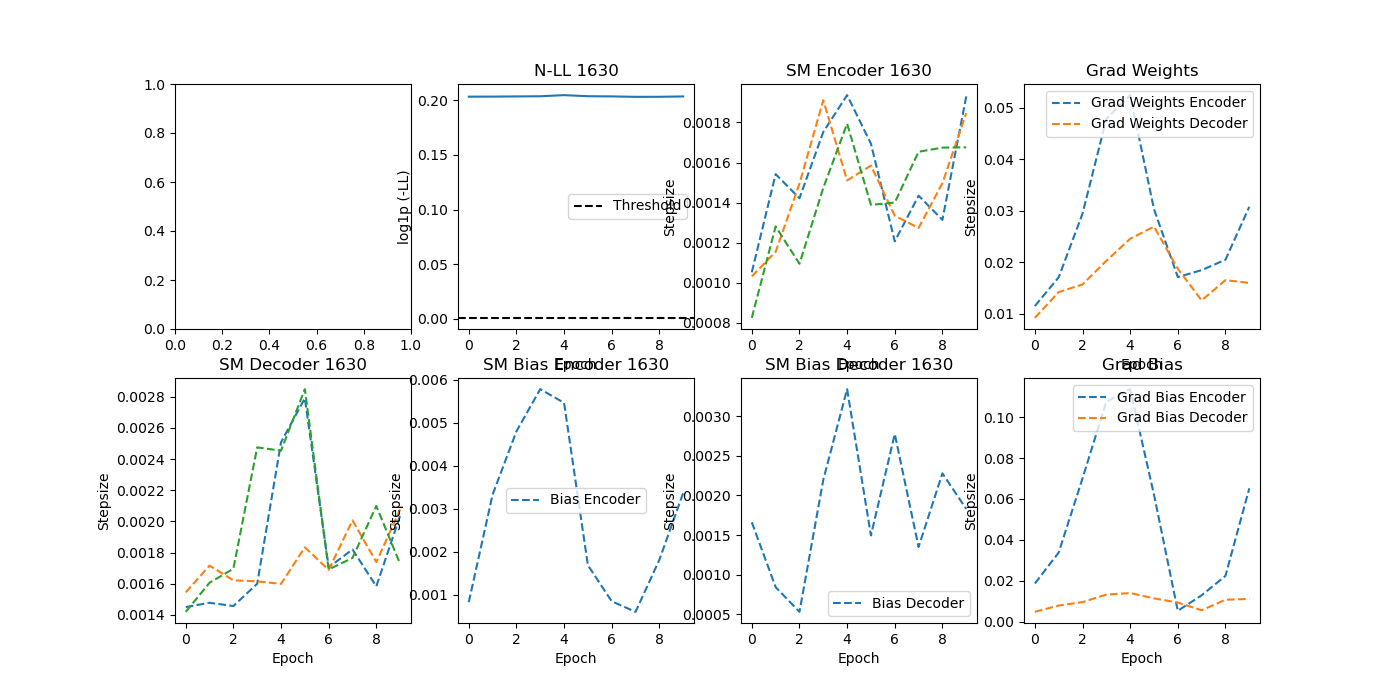 N-LL 1630
SM Encoder 1630
Grad Weights
1.0
0.8
0.6
0.4
0.2
0.0
0.0 0.2 0.4 0.6 0.8 1.0
log1p (-LL)
0.20
0.15
0.10
0.05
0.00
Threshold
0 2 4 6 8
Epoch
Stepsize
0.0018
0.0016
0.0014
0.0012
0.0010
0.0008
0 2 4 6 8
Epoch
Stepsize
0.05
0.04
0.03
0.02
0.01
Grad Weights Encoder
Grad Weights Decoder
0 2 4 6 8
Epoch
SM Decoder 1630
SM Bias Encoder 1630
SM Bias Decoder 1630
Grad Bias
Stepsize
0.0028
0.0026
0.0024
0.0022
0.0020
0.0018
0.0016
0.0014
0 2 4 6 8
Epoch
Stepsize
0.006
0.005
0.004
0.003
0.002
0.001
Bias Encoder
0 2 4 6 8
Epoch
Stepsize
0.0030
0.0025
0.0020
0.0015
0.0010
0.0005
Bias Decoder
0 2 4 6 8
Epoch
Stepsize
0.10
0.08
0.06
0.04
0.02
0.00
Grad Bias Encoder
Grad Bias Decoder
0 2 4 6 8
Epoch